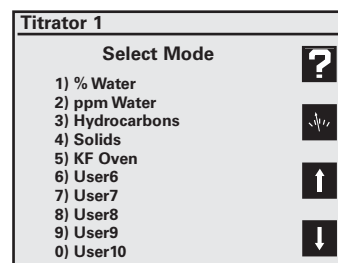 Titrator 1
Select Mode
1) % Water
2) ppm Water
3) Hydrocarbons
4) Solids
5) KF Oven
6) User6
7) User7
8) User8
9) User9
0) User10
?